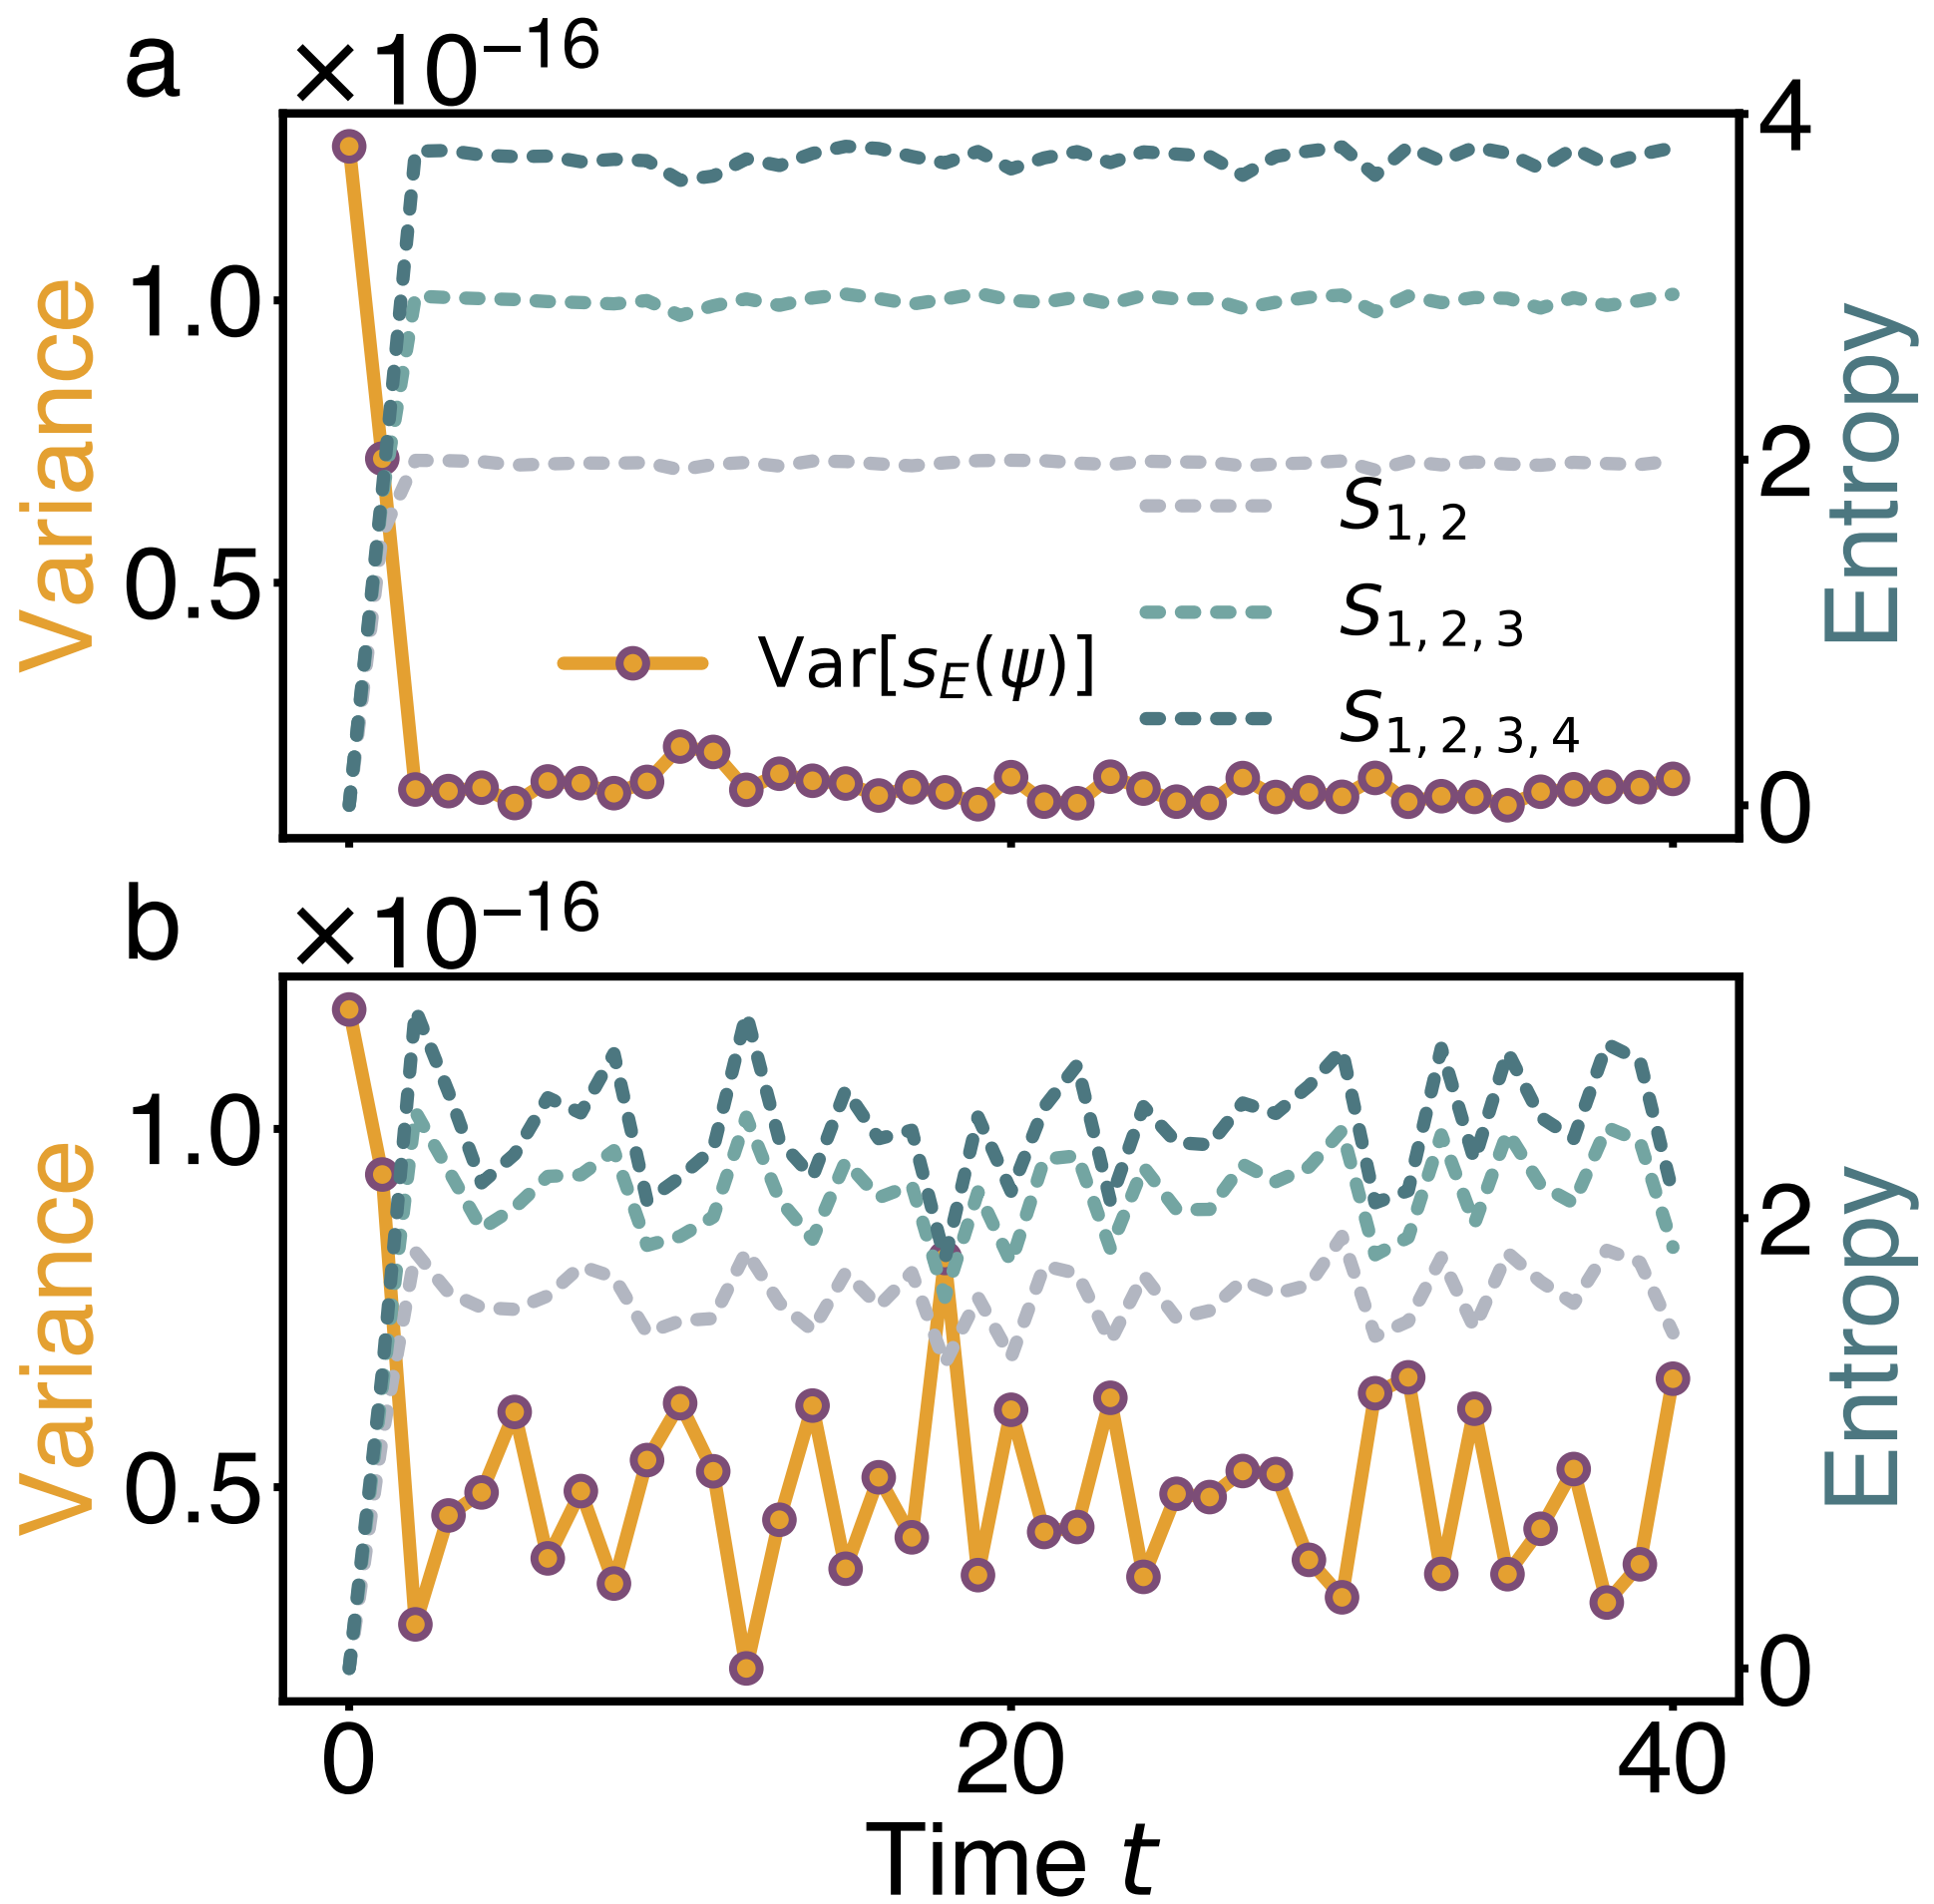 a
×10⁻¹⁶
Variance
1.0
0.5
4
2
0
Entropy
S₁,₂
S₁,₂,₃
S₁,₂,₃,₄
Var[s_E(ψ)]
b
×10⁻¹⁶
Variance
1.0
0.5
2
0
Entropy
0 20 40
Time t